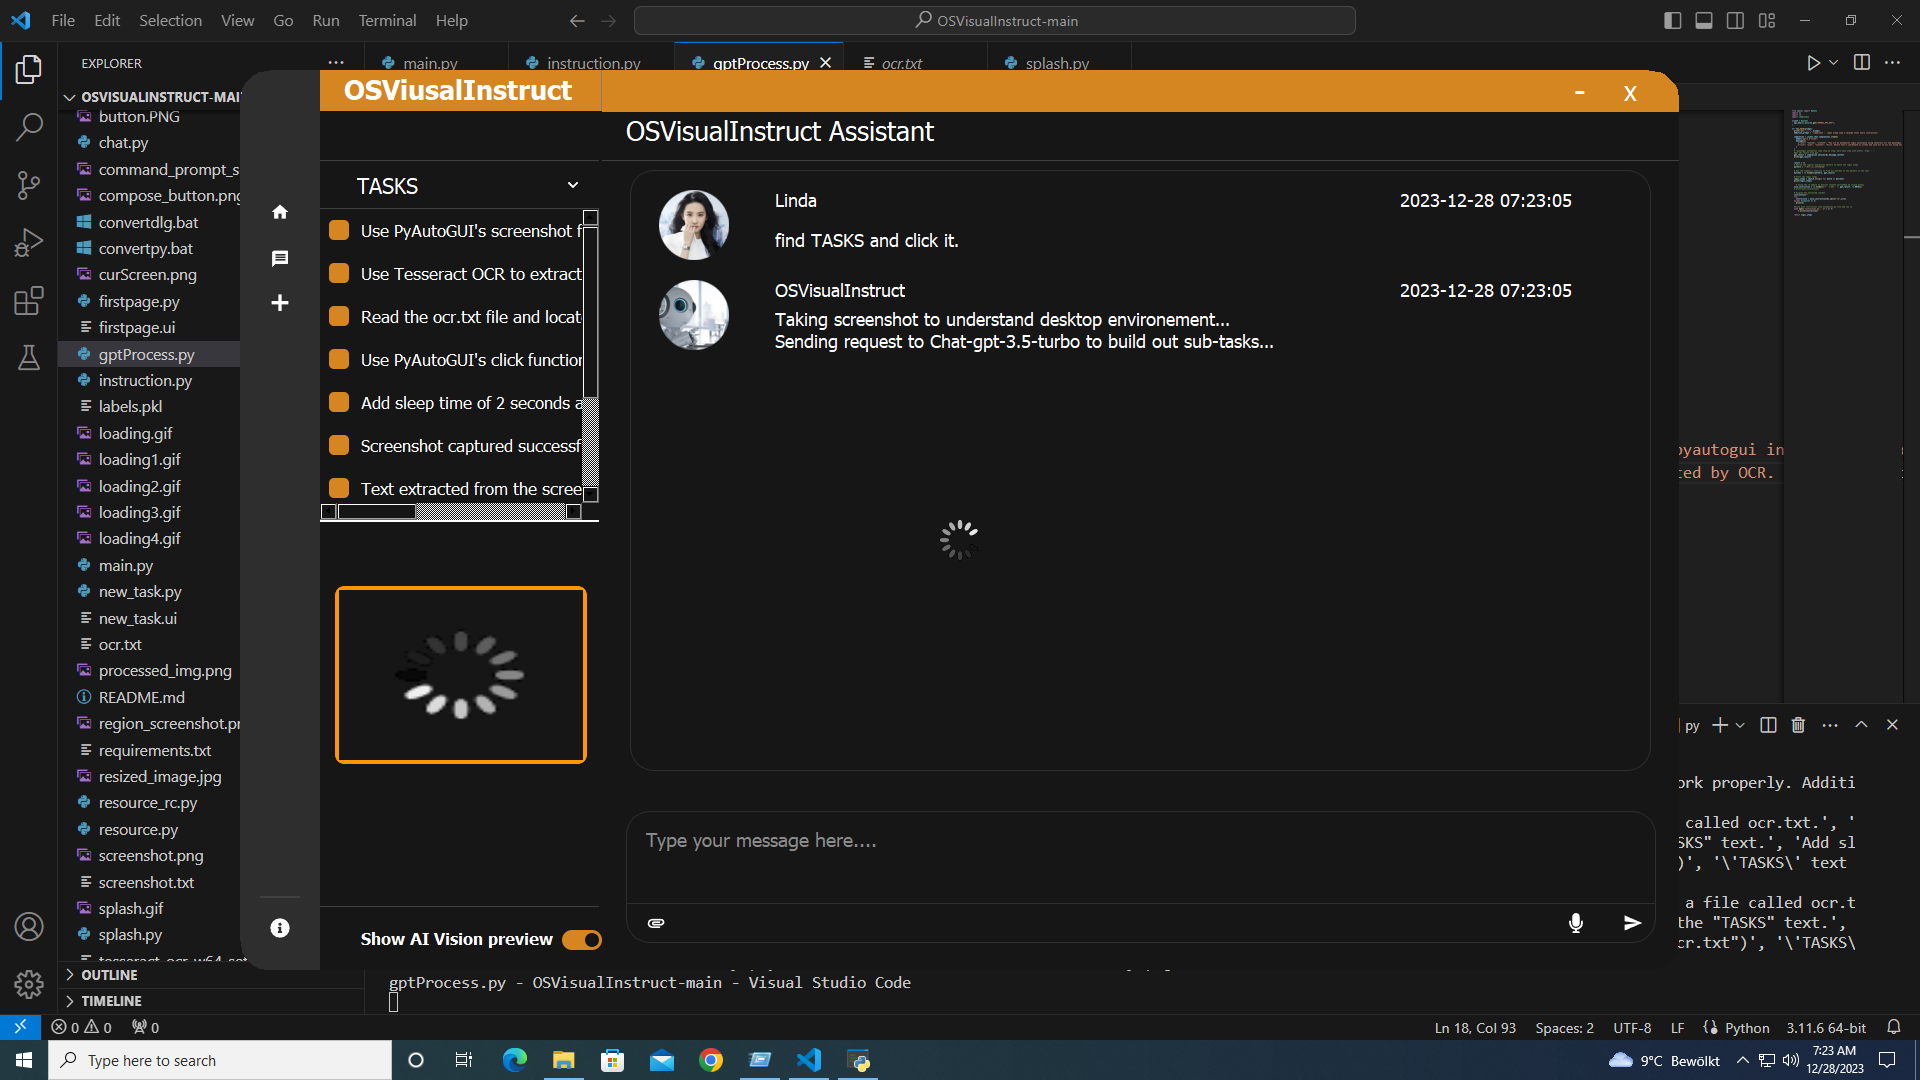 File Edit Selection View Go Run Terminal Help
OSVisualInstruct-main
EXPLORER
main.py
instruction.py
gptProcess.py
ocr.txt
splash.py
OSVISUALINSTRUCT-MAI
button.PNG
chat.py
command_prompt_s
compose_button.png
convertdlg.bat
convertpy.bat
curScreen.png
firstpage.py
firstpage.ui
gptProcess.py
instruction.py
labels.pkl
loading.gif
loading1.gif
loading2.gif
loading3.gif
loading4.gif
main.py
new_task.py
new_task.ui
ocr.txt
processed_img.png
README.md
region_screenshot.pr
requirements.txt
resized_image.jpg
resource_rc.py
resource.py
screenshot.png
screenshot.txt
splash.gif
splash.py
OUTLINE
TIMELINE
OSViusalInstruct
- X
OSVisualInstruct Assistant
TASKS
Use PyAutoGUI's screenshot f
Use Tesseract OCR to extract
Read the ocr.txt file and locat
Use PyAutoGUI's click function
Add sleep time of 2 seconds a
Screenshot captured successf
Text extracted from the scree
Show AI Vision preview
Linda
2023-12-28 07:23:05
find TASKS and click it.
OSVisualInstruct
2023-12-28 07:23:05
Taking screenshot to understand desktop environement...
Sending request to Chat-gpt-3.5-turbo to build out sub-tasks...
Type your message here....
pyautogui in
ted by OCR.
py
ork properly. Additi
called ocr.txt.', '
SKS" text.', 'Add sl
)', '\'TASKS\' text
a file called ocr.t
the "TASKS" text.',
cr.txt")', '\'TASKS\
gptProcess.py - OSVisualInstruct-main - Visual Studio Code
0 0 0
Ln 18, Col 93 Spaces: 2 UTF-8 LF Python 3.11.6 64-bit
Type here to search
9°C Bewölkt
7:23 AM
12/28/2023